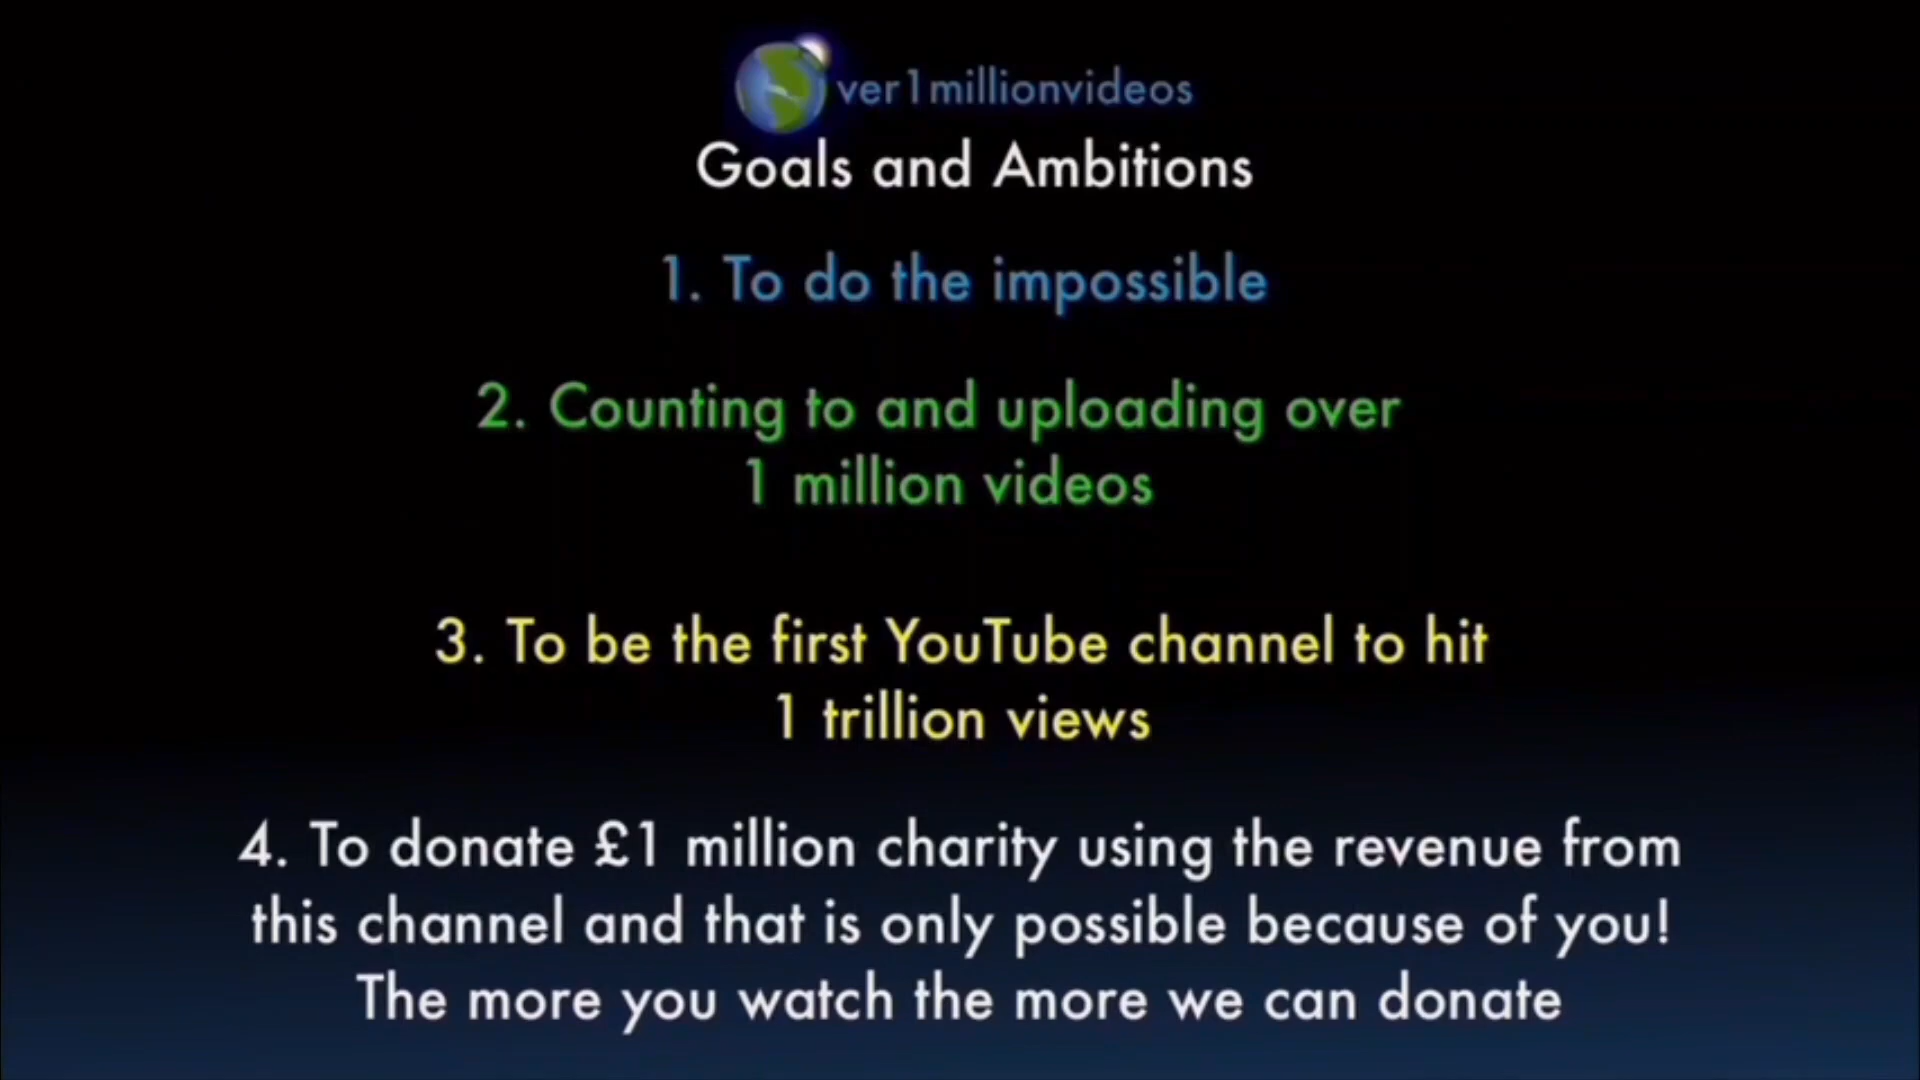 ver1millionvideos
Goals and Ambitions
1. To do the impossible
2. Counting to and uploading over
1 million videos
3. To be the first YouTube channel to hit
1 trillion views
4. To donate £1 million charity using the revenue from
this channel and that is only possible because of you!
The more you watch the more we can donate